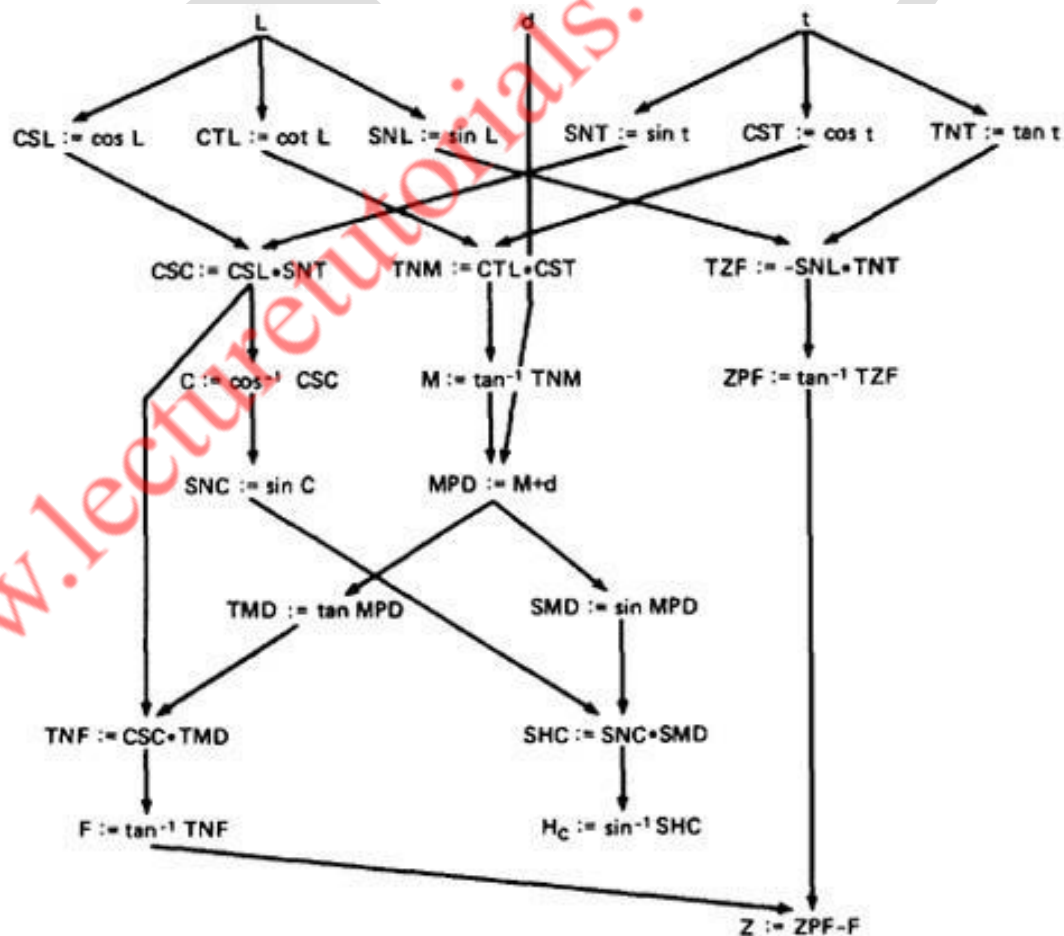 L d t
CSL := cos L CTL := cot L SNL := sin L SNT := sin t CST := cos t TNT := tan t
CSC := CSL•SNT TNM := CTL•CST TZF := -SNL•TNT
C := cos⁻¹ CSC M := tan⁻¹ TNM ZPF := tan⁻¹ TZF
SNC := sin C MPD := M+d
TMD := tan MPD SMD := sin MPD
TNF := CSC•TMD SHC := SNC•SMD
F := tan⁻¹ TNF H_C := sin⁻¹ SHC
Z := ZPF-F
w.lecturetutorials.